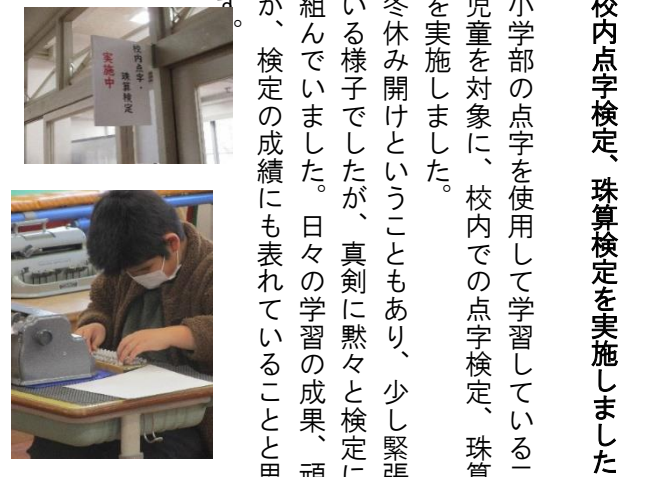 校内点字検定、珠算検定を実施しました
小学部の点字を使用して学習している
児童を対象に、校内での点字検定、珠算
を実施しました。
冬休み開けということもあり、少し緊張
いる様子でしたが、真剣に黙々と検定に
組んでいました。日々の学習の成果、頑
か、検定の成績にも表れていることと思
す。
校内点字・
珠算検定
実施中